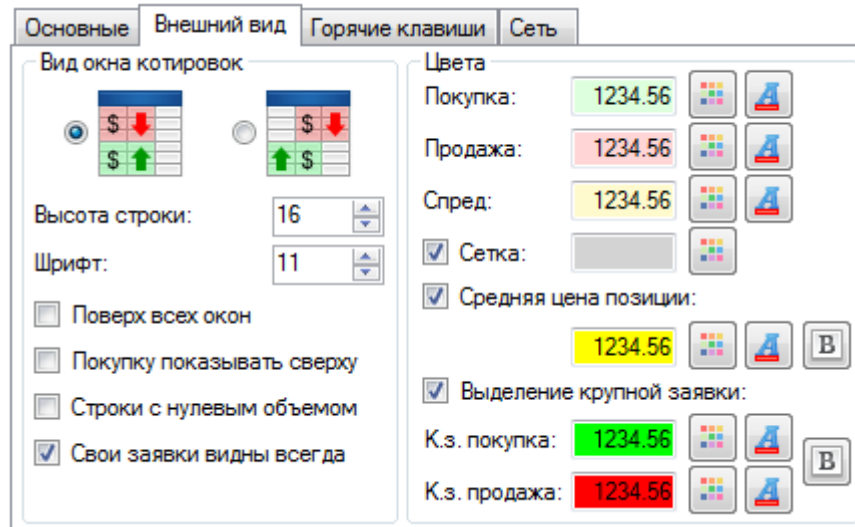 Основные Внешний вид Горячие клавиши Сеть
Вид окна котировок
$
$
$
$
Высота строки: 16
Шрифт: 11
Поверх всех окон
Покупку показывать сверху
Строки с нулевым объемом
Свои заявки видны всегда
Цвета
Покупка: 1234.56 A
Продажа: 1234.56 A
Спред: 1234.56 A
Сетка:
Средняя цена позиции:
1234.56 A B
Выделение крупной заявки:
К.з. покупка: 1234.56 A
B
К.з. продажа: 1234.56 A